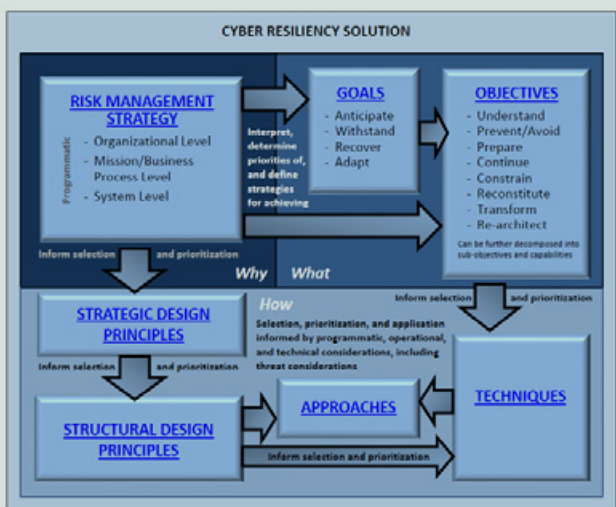 CYBER RESILIENCY SOLUTION
RISK MANAGEMENT
STRATEGY
Programmatic
- Organizational Level
- Mission/Business
Process Level
- System Level
Interpret,
determine
priorities of,
and define
strategies
for achieving
GOALS
- Anticipate
- Withstand
- Recover
- Adapt
OBJECTIVES
- Understand
- Prevent/Avoid
- Prepare
- Continue
- Constrain
- Reconstitute
- Transform
- Re-architect
Can be further decomposed into
sub-objectives and capabilities
Inform selection and prioritization
Why What
How
STRATEGIC DESIGN
PRINCIPLES
Selection, prioritization, and application
informed by programmatic, operational,
and technical considerations, including
threat considerations
Inform selection and prioritization
Inform selection and prioritization
STRUCTURAL DESIGN
PRINCIPLES
APPROACHES
TECHNIQUES
Inform selection and prioritization